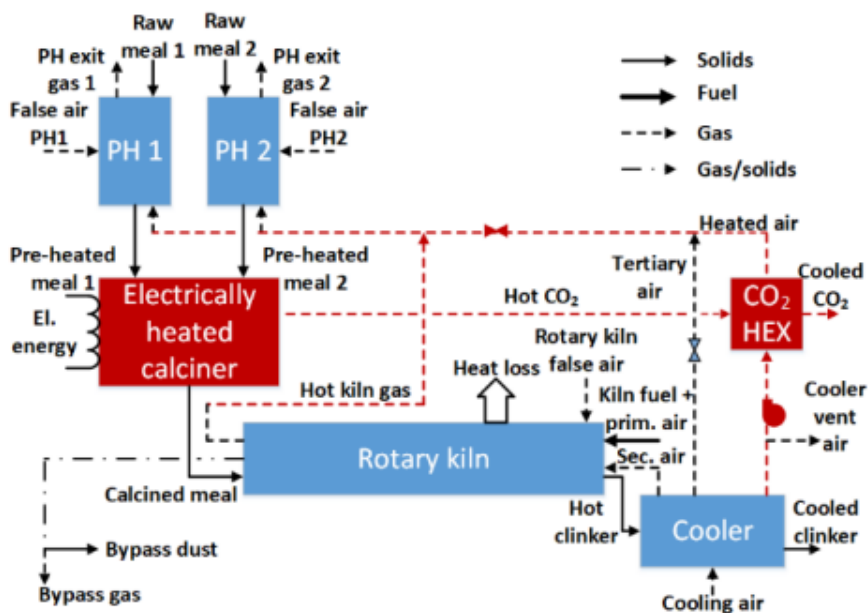 Raw
meal 1
Raw
meal 2
PH exit
gas 1
PH exit
gas 2
False air
PH1
False air
PH2
PH 1
PH 2
Solids
Fuel
Gas
Gas/solids
Pre-heated
meal 1
Pre-heated
meal 2
Heated air
Tertiary
air
Cooled
CO₂
El.
energy
Electrically
heated
calciner
Hot CO₂
CO₂
HEX
Rotary kiln
false air
Heat loss
Hot kiln gas
Kiln fuel +
prim. air
Cooler
vent
air
Rotary kiln
Sec. air
Calcined meal
Hot
clinker
Cooler
Cooled
clinker
Bypass dust
Bypass gas
Cooling air